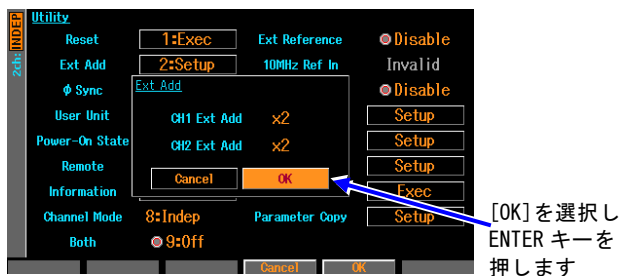 2ch:INDEP
Utility
Reset 1:Exec Ext Reference Disable
Ext Add 2:Setup 10MHz Ref In Invalid
φ Sync Disable
Ext Add
User Unit Setup
CH1 Ext Add x2
Power-On State Setup
CH2 Ext Add x2
Remote Setup
Cancel OK
Information Exec
Channel Mode 8:Indep Parameter Copy Setup
Both 9:Off
Cancel OK
[OK]を選択し
ENTER キーを
押します